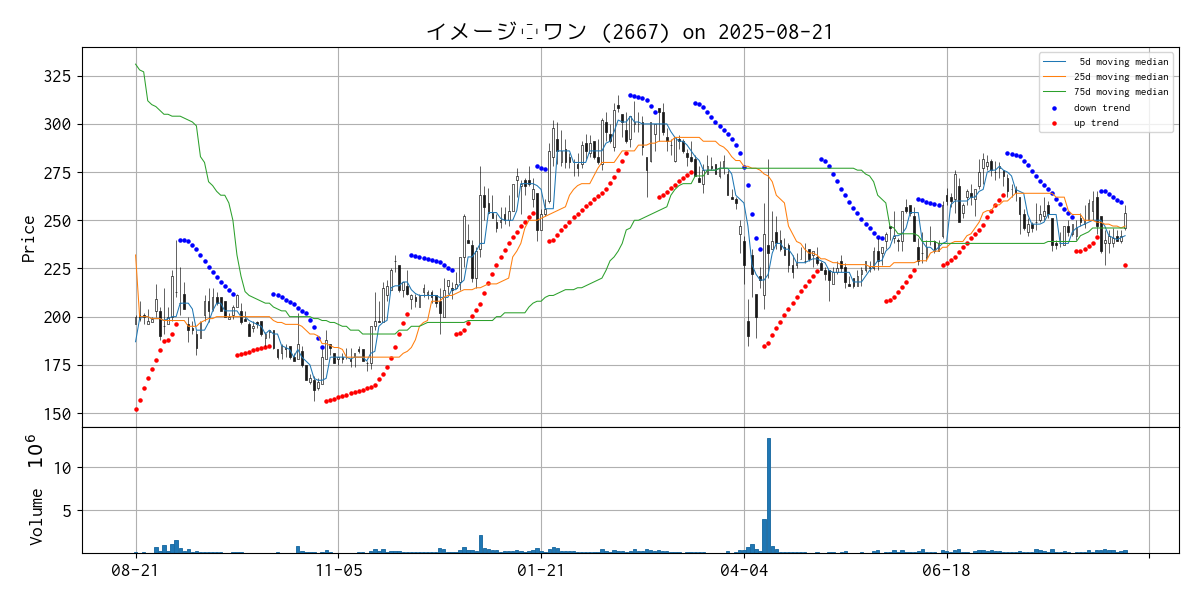 イメージ ワン (2667) on 2025-08-21
5d moving median
25d moving median
75d moving median
down trend
up trend
Price
325
300
275
250
225
200
175
150
Volume 10^6
10
5
08-21
11-05
01-21
04-04
06-18